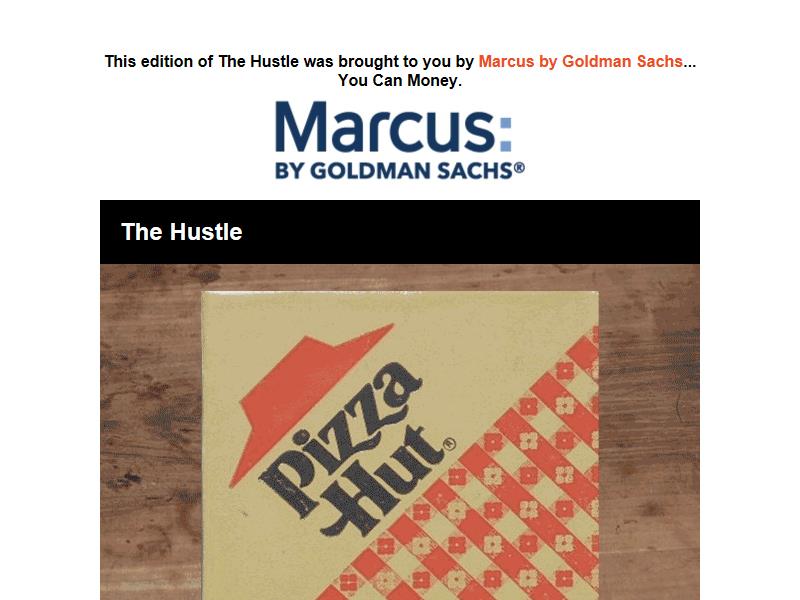 This edition of The Hustle was brought to you by Marcus by Goldman Sachs...
You Can Money.
Marcus:
BY GOLDMAN SACHS®
The Hustle
Pizza
Hut®